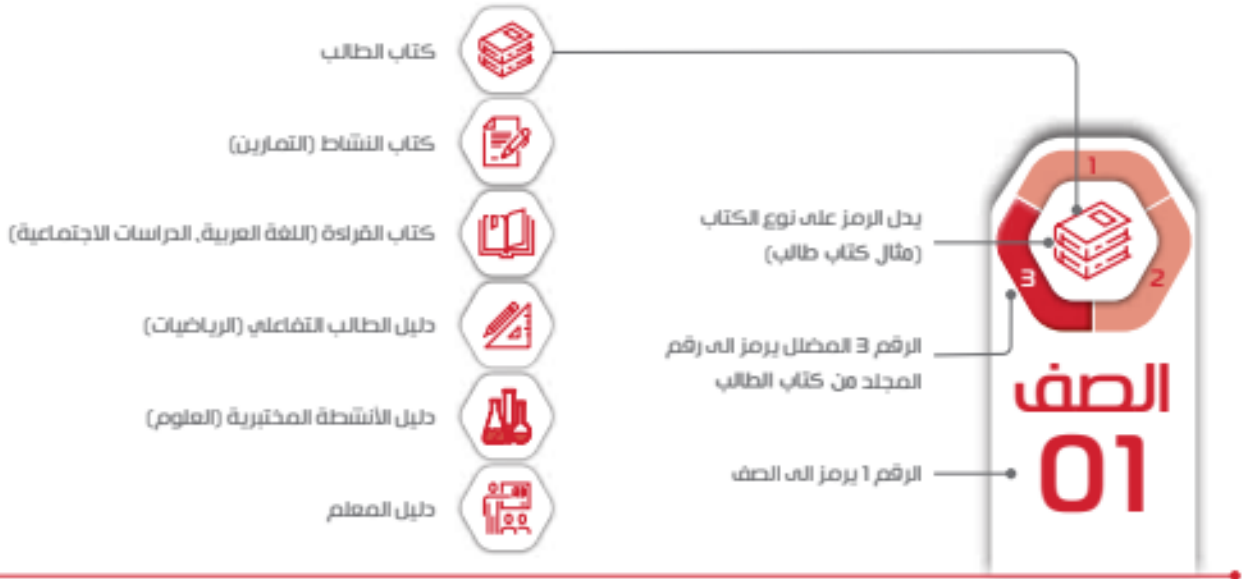 1
2
3
الصف
01
يدل الرمز على نوع الكتاب
(مثال كتاب طالب)
الرقم 3 المضلل يرمز الى رقم
المجلد من كتاب الطالب
الرقم 1 يرمز الى الصف
كتاب الطالب
كتاب النشاط (التمارين)
كتاب القراءة (اللغة العربية, الدراسات الاجتماعية)
دليل الطالب التفاعلي (الرياضيات)
دليل الأنشطة المختبرية (العلوم)
دليل المعلم